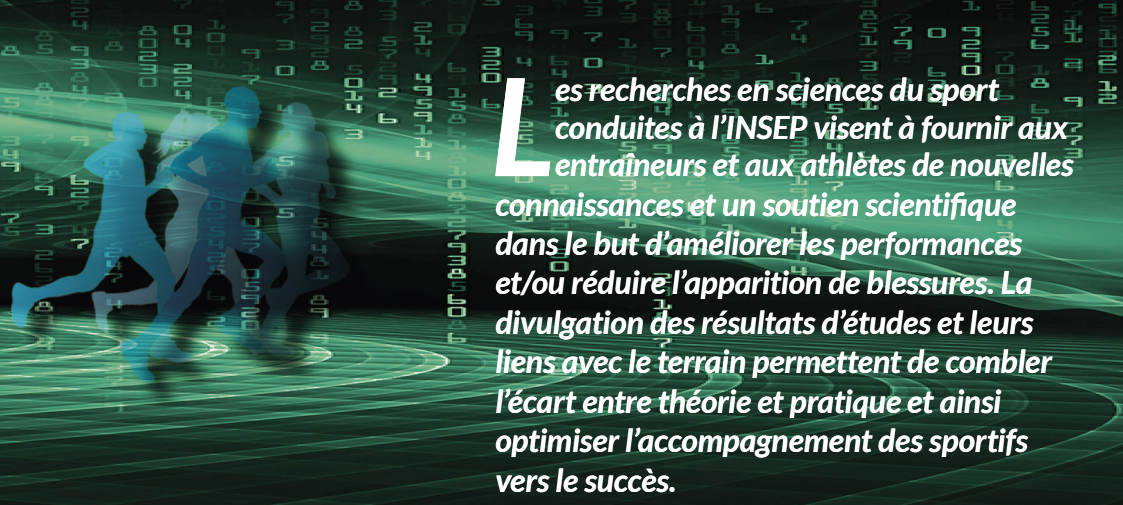 Les recherches en sciences du sport
conduites à l’INSEP visent à fournir aux
entraîneurs et aux athlètes de nouvelles
connaissances et un soutien scientifique
dans le but d’améliorer les performances
et/ou réduire l’apparition de blessures. La
divulgation des résultats d’études et leurs
liens avec le terrain permettent de combler
l’écart entre théorie et pratique et ainsi
optimiser l’accompagnement des sportifs
vers le succès.